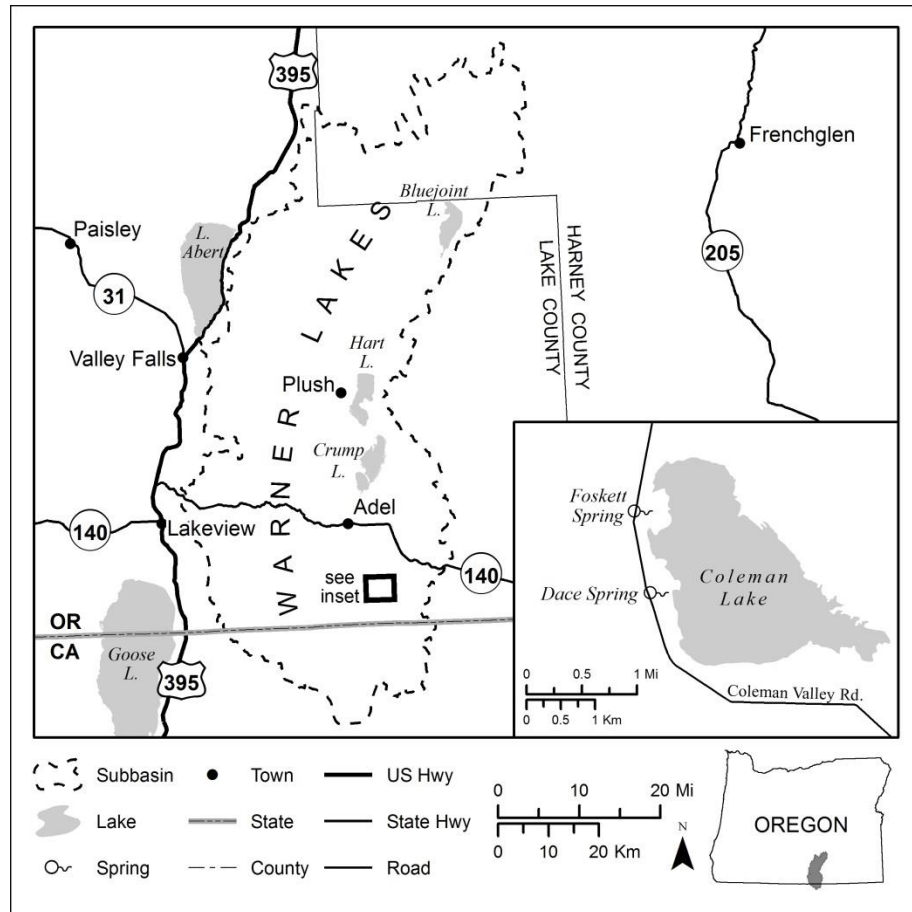 395
Frenchglen
Bluejoint
L.
Paisley
L.
Abert
HARNEY COUNTY
LAKE COUNTY
205
31
WARNER LAKES
Valley Falls
Hart
L.
Plush
Crump
L.
Adel
140
Lakeview
140
see
inset
OR
CA
Goose
L.
395
Foskett
Spring
Dace Spring
Coleman
Lake
0 0.5 1 Mi
0 0.5 1 Km
Coleman Valley Rd.
Subbasin
Town
US Hwy
Lake
State
State Hwy
Spring
County
Road
0 10 20 Mi
0 10 20 Km
N
OREGON